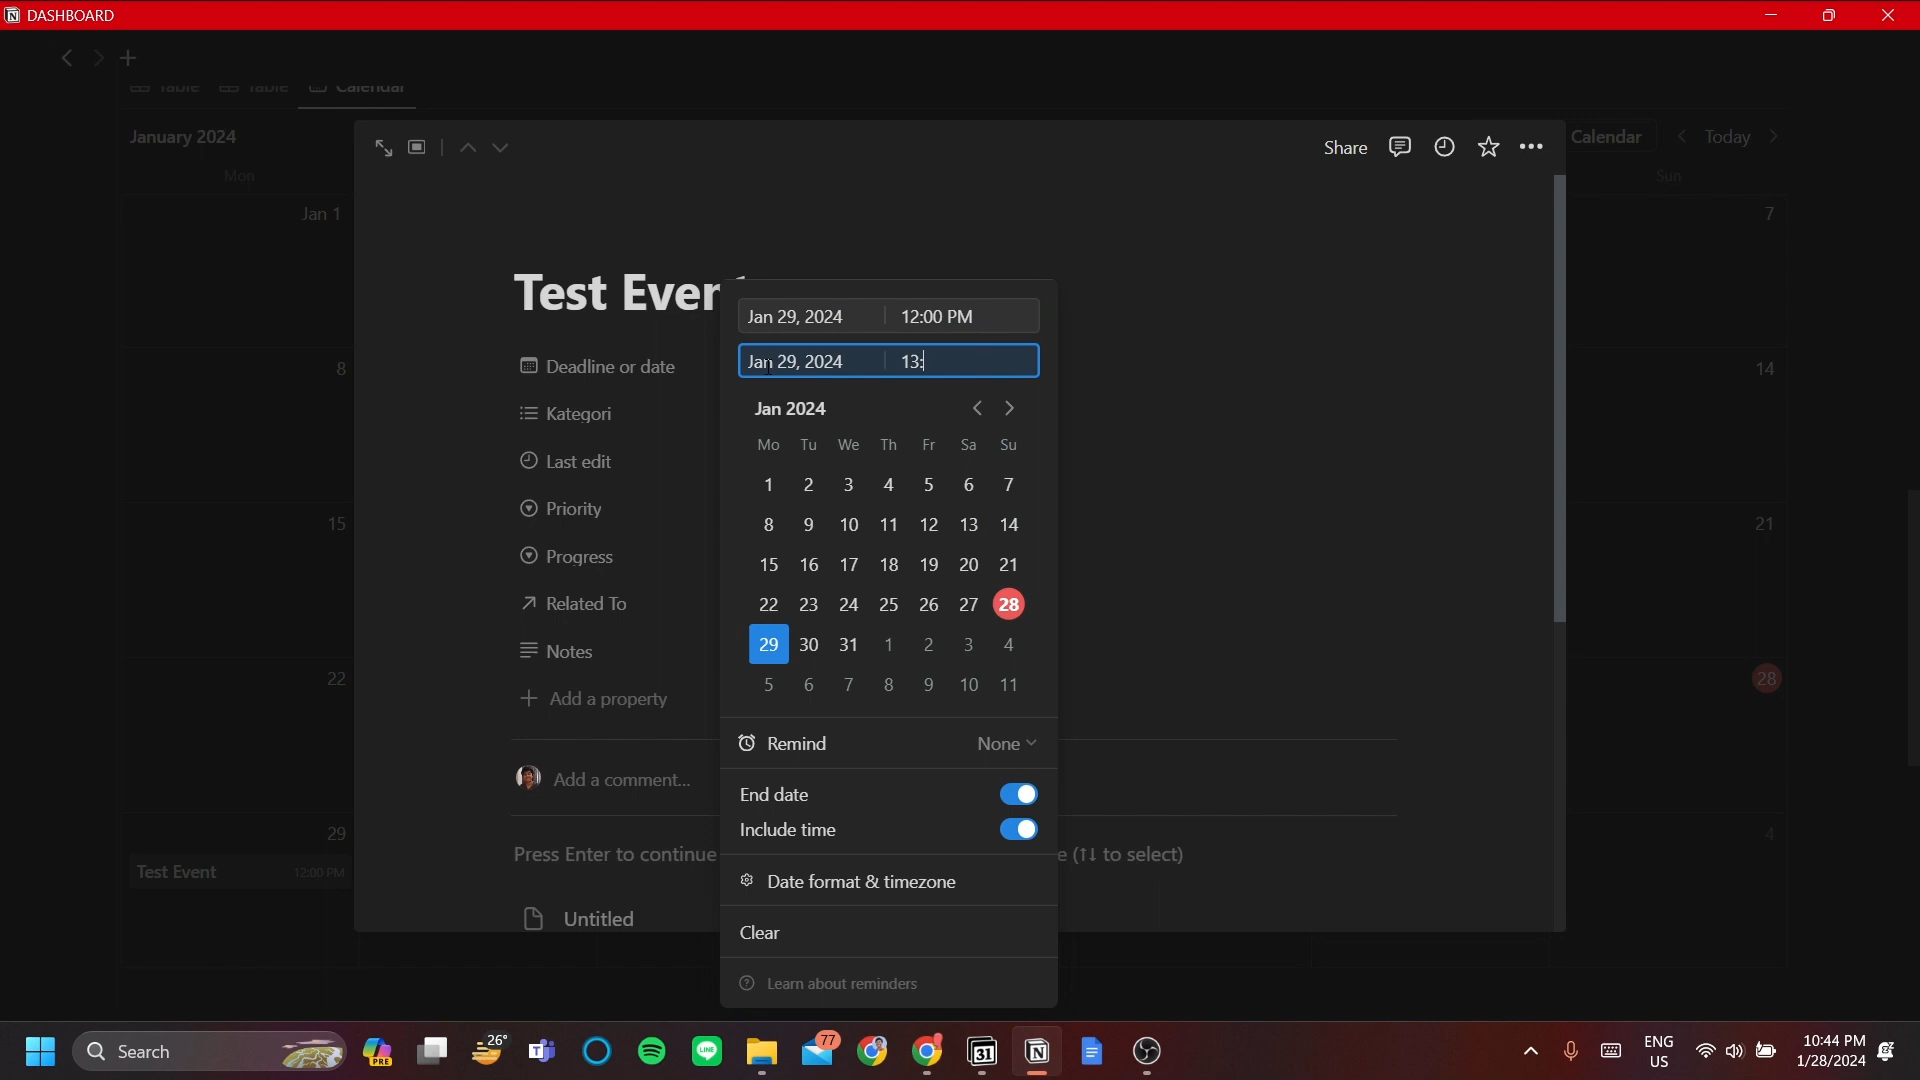 DASHBOARD
Table Table Calendar
January 2024
Share
Calendar
Today
Mon
Sun
Jan 1
7
Test Even
Jan 29, 2024 12:00 PM
Jan 29, 2024 13:
Deadline or date
8
14
Kategori
Jan 2024
Mo Tu We Th Fr Sa Su
Last edit
1 2 3 4 5 6 7
Priority
15
21
8 9 10 11 12 13 14
Progress
15 16 17 18 19 20 21
Related To
22 23 24 25 26 27 28
Notes
29 30 31 1 2 3 4
22
28
Add a property
5 6 7 8 9 10 11
Remind None
Add a comment...
End date
Include time
29
4
Press Enter to continue
e (↑↓ to select)
Test Event 12:00 PM
Date format & timezone
Untitled
Clear
Learn about reminders
Search
PRE
26°
LINE
77
31
ENG
US
10:44 PM
1/28/2024